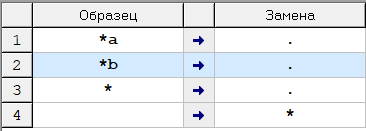 Образец Замена
1 *a → .
2 *b → .
3 * → .
4 → *